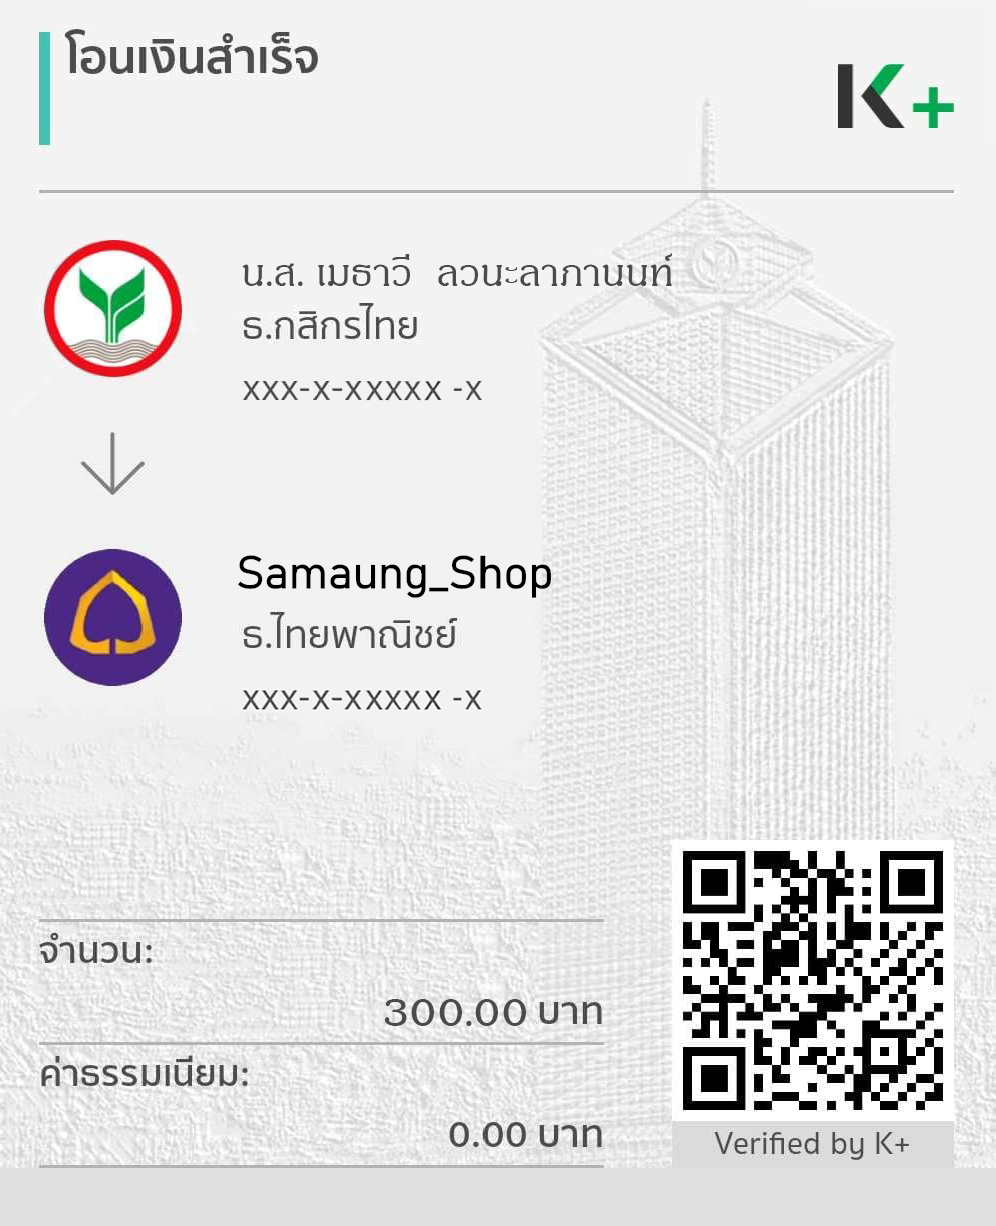 โอนเงินสำเร็จ
K+
น.ส. เมธาวี ลวนะลาภานนท์
ธ.กสิกรไทย
xxx-x-xxxxx -x
Samaung_Shop
ธ.ไทยพาณิชย์
xxx-x-xxxxx -x
จำนวน:
300.00 บาท
ค่าธรรมเนียม:
0.00 บาท
Verified by K+